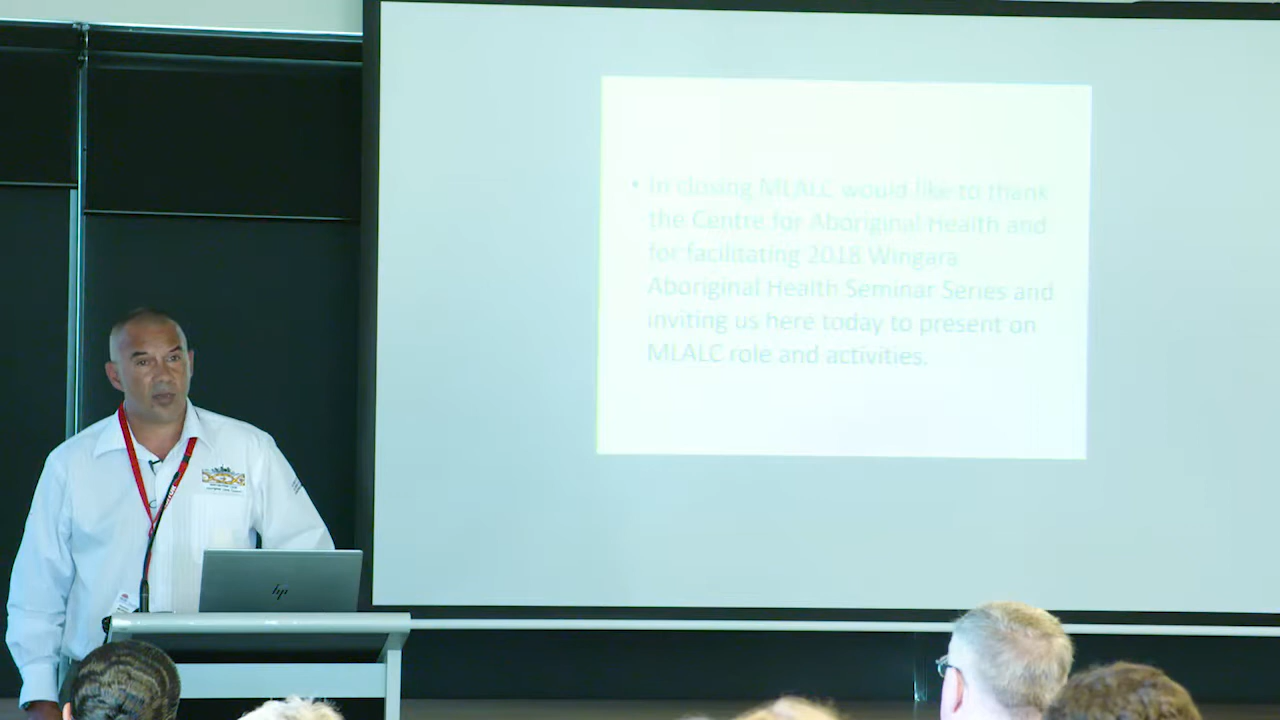 • In closing MLALC would like to thank
the Centre for Aboriginal Health and
for facilitating 2018 Wingara
Aboriginal Health Seminar Series and
inviting us here today to present on
MLALC role and activities.
hp